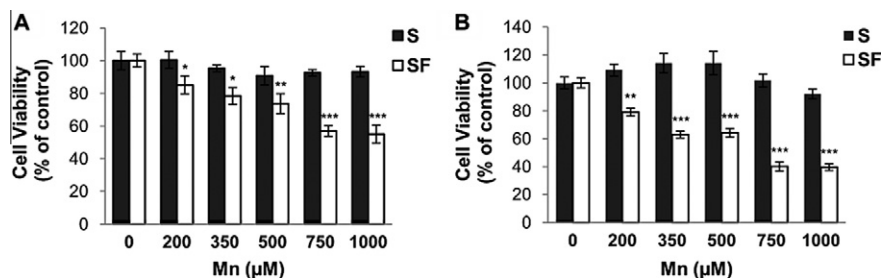 A
Cell Viability
(% of control)
120
100
80
60
40
20
0
S
SF
*
*
**
***
***
0 200 350 500 750 1000
Mn (µM)
B
Cell Viability
(% of control)
140
120
100
80
60
40
20
0
S
SF
**
***
***
***
***
0 200 350 500 750 1000
Mn (µM)